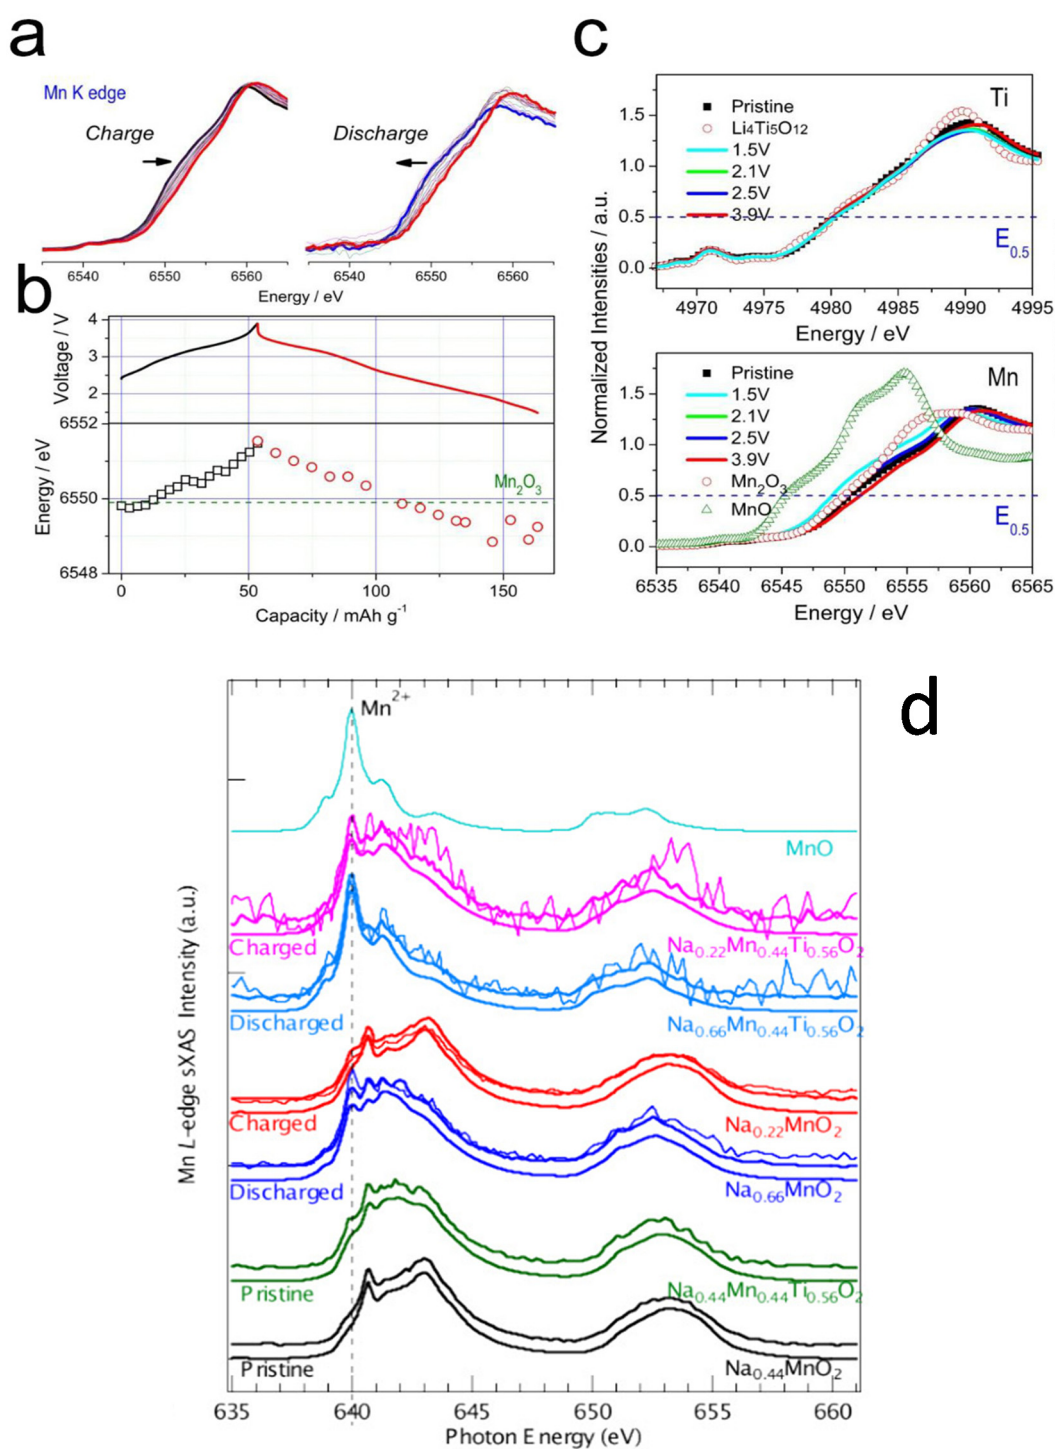 a
Mn K edge
Charge
Discharge
6540
6550
6560
6540
6550
6560
Energy / eV
b
Voltage / V
4
3
2
6552
6550
6548
Energy / eV
Mn2O3
0
50
100
150
Capacity / mAh g-1
c
Normalized Intensities / a.u.
Ti
Pristine
Li4Ti5O12
1.5V
2.1V
2.5V
3.9V
E0.5
1.5
1.0
0.5
0.0
4970
4975
4980
4985
4990
4995
Energy / eV
Mn
Pristine
1.5V
2.1V
2.5V
3.9V
Mn2O3
MnO
E0.5
1.5
1.0
0.5
0.0
6535
6540
6545
6550
6555
6560
6565
Energy / eV
d
Mn L-edge sXAS Intensity (a.u.)
Mn2+
MnO
Charged
Na0.22Mn0.44Ti0.56O2
Discharged
Na0.66Mn0.44Ti0.56O2
Charged
Na0.22MnO2
Discharged
Na0.66MnO2
Pristine
Na0.44Mn0.44Ti0.56O2
Pristine
Na0.44MnO2
635
640
645
650
655
660
Photon Energy (eV)